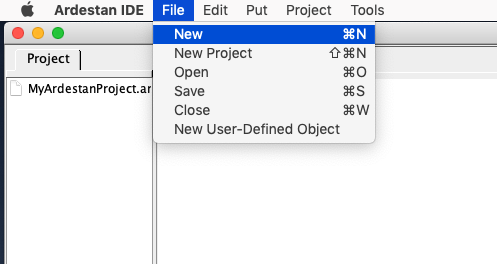 Ardestan IDE File Edit Put Project Tools
New ⌘N
New Project ⇧⌘N
Open ⌘O
Save ⌘S
Close ⌘W
New User-Defined Object
Project
MyArdestanProject.ar